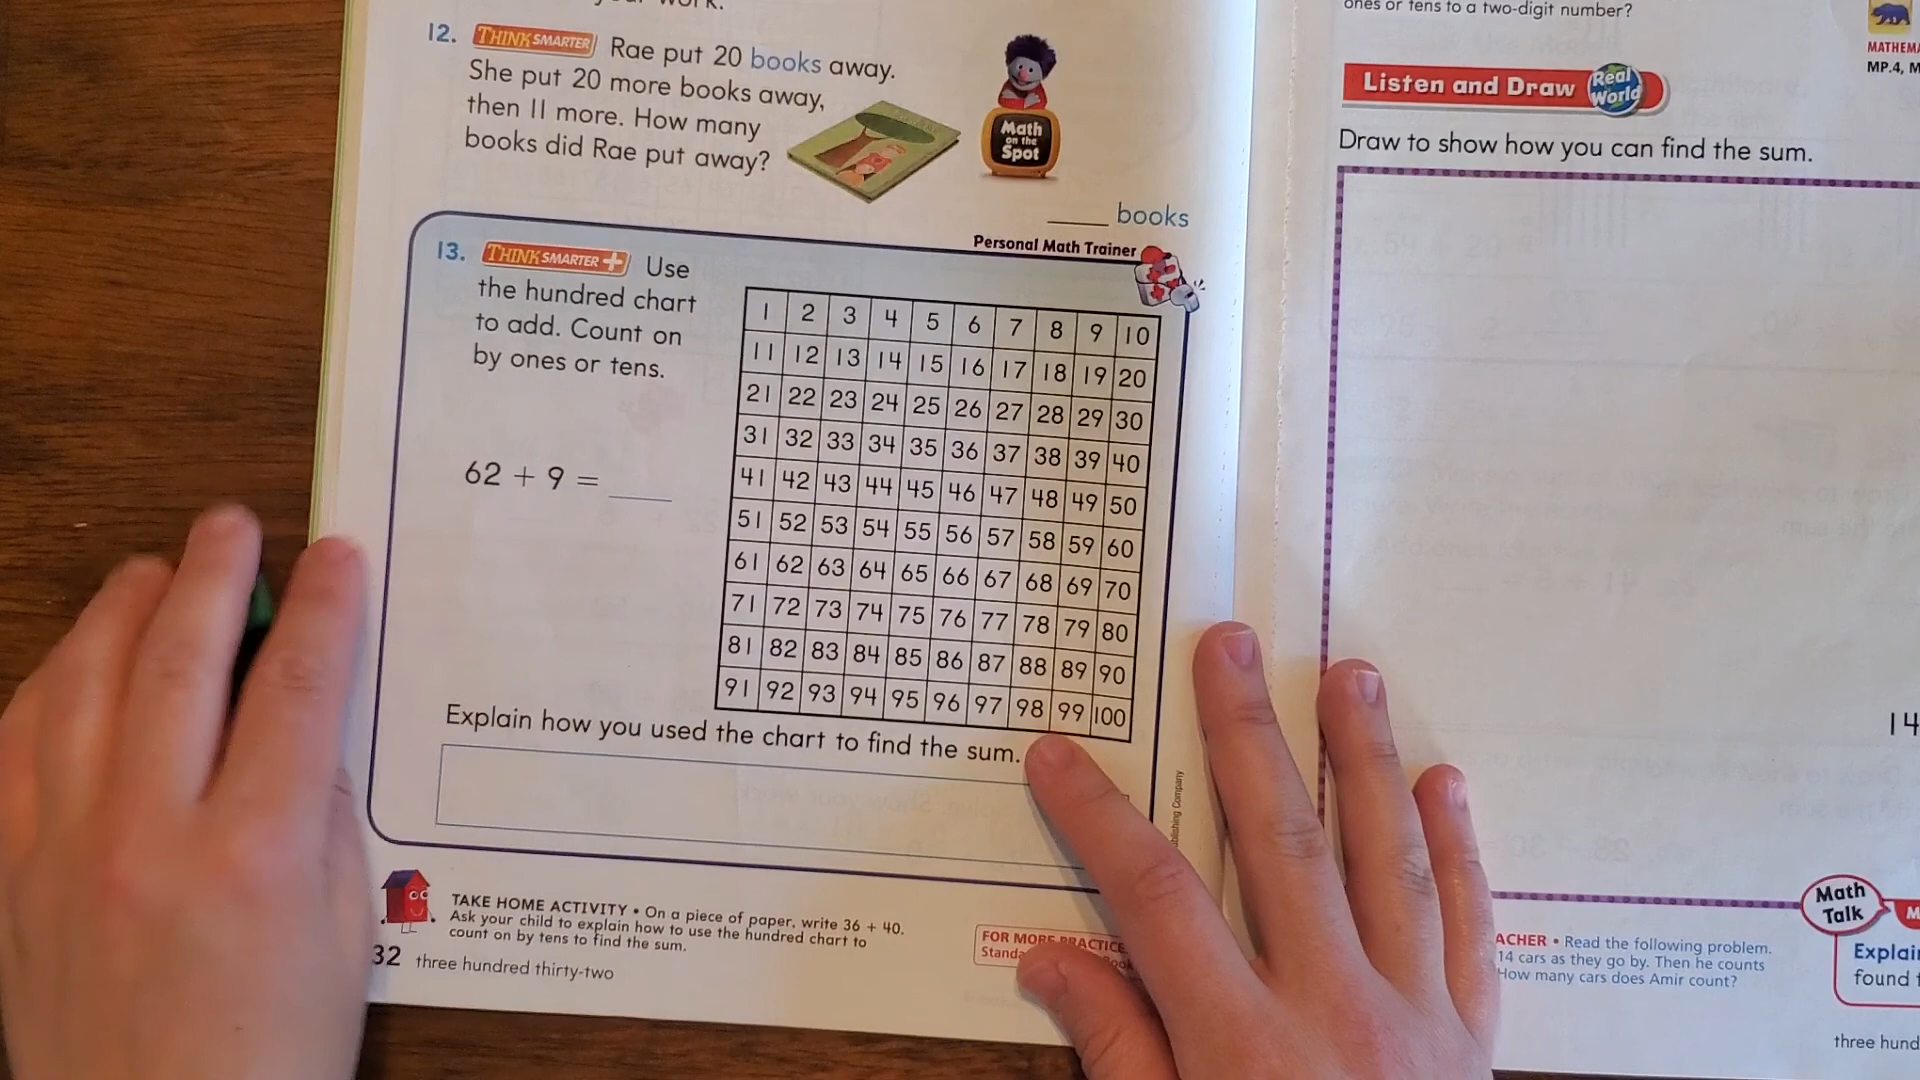 12. THINK SMARTER Rae put 20 books away.
She put 20 more books away,
then 11 more. How many
books did Rae put away?
Math
on the
Spot
____ books
Personal Math Trainer
13. THINK SMARTER + Use
the hundred chart
to add. Count on
by ones or tens.
62 + 9 = ____
1 2 3 4 5 6 7 8 9 10
11 12 13 14 15 16 17 18 19 20
21 22 23 24 25 26 27 28 29 30
31 32 33 34 35 36 37 38 39 40
41 42 43 44 45 46 47 48 49 50
51 52 53 54 55 56 57 58 59 60
61 62 63 64 65 66 67 68 69 70
71 72 73 74 75 76 77 78 79 80
81 82 83 84 85 86 87 88 89 90
91 92 93 94 95 96 97 98 99 100
Explain how you used the chart to find the sum.
TAKE HOME ACTIVITY • On a piece of paper, write 36 + 40.
Ask your child to explain how to use the hundred chart to
count on by tens to find the sum.
FOR MORE PRACTICE
32 three hundred thirty-two
Company
ones or tens to a two-digit number?
MP.4,
Listen and Draw Real
World
Draw to show how you can find the sum.
14
Math
Talk
• Read the following problem.
14 cars as they go by. Then he counts
How many cars does Amir count?
found
three